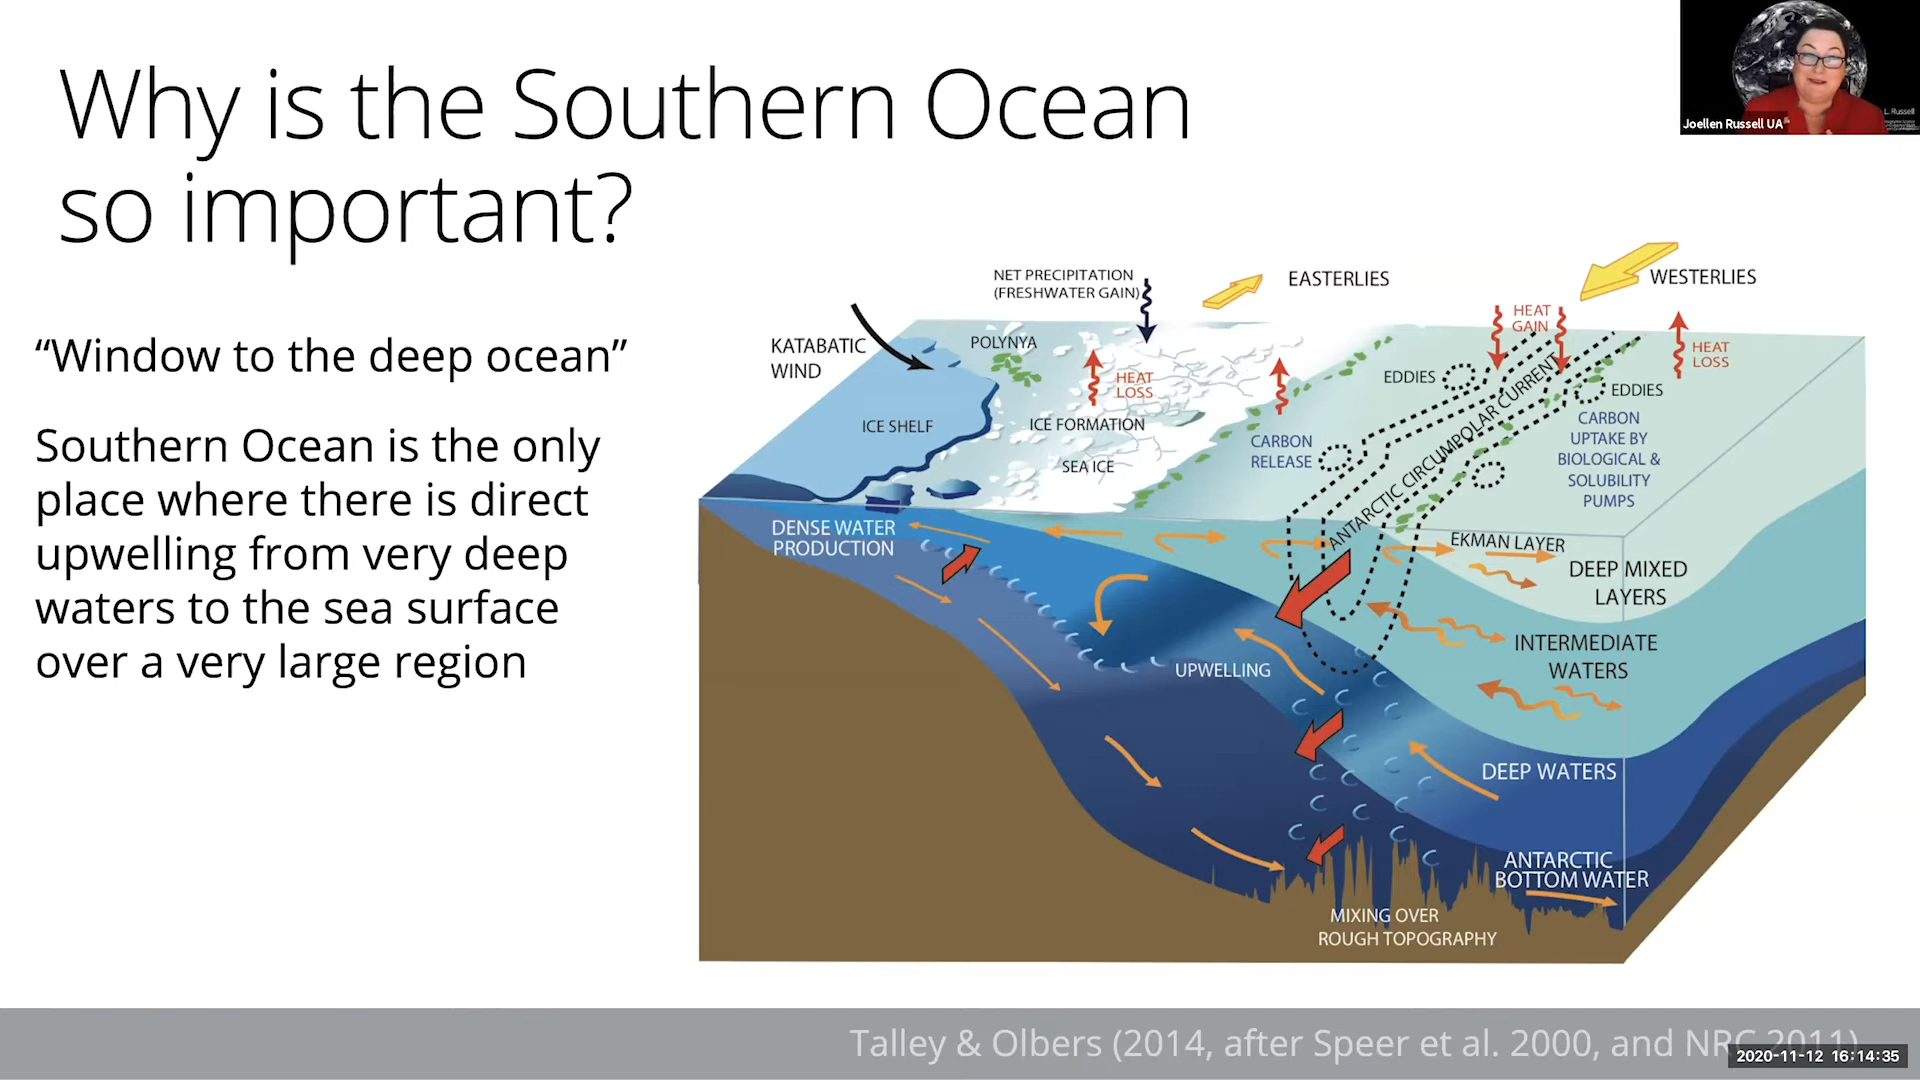 Why is the Southern Ocean
so important?
L. Russell
Joellen Russell UA
“Window to the deep ocean”
Southern Ocean is the only
place where there is direct
upwelling from very deep
waters to the sea surface
over a very large region
NET PRECIPITATION
(FRESHWATER GAIN)
EASTERLIES
WESTERLIES
KATABATIC
WIND
POLYNYA
HEAT
LOSS
ICE SHELF
ICE FORMATION
SEA ICE
CARBON
RELEASE
EDDIES
HEAT
GAIN
HEAT
LOSS
EDDIES
ANTARCTIC CIRCUMPOLAR CURRENT
CARBON
UPTAKE BY
BIOLOGICAL &
SOLUBILITY
PUMPS
DENSE WATER
PRODUCTION
EKMAN LAYER
DEEP MIXED
LAYERS
INTERMEDIATE
WATERS
UPWELLING
DEEP WATERS
ANTARCTIC
BOTTOM WATER
MIXING OVER
ROUGH TOPOGRAPHY
Talley & Olbers (2014, after Speer et al. 2000, and NRC 2011)
2020-11-12 16:14:35